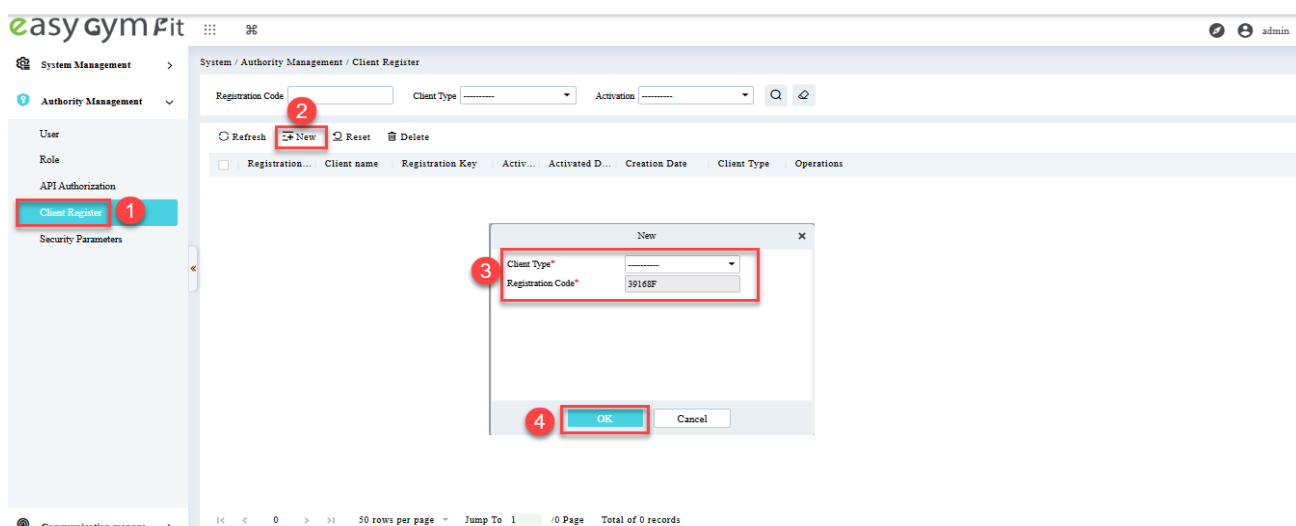 easy Gym Fit
admin
System Management
System / Authority Management / Client Register
Authority Management
Registration Code
Client Type ----------
Activation ----------
2
User
Refresh New Reset Delete
Role
Registration... Client name Registration Key Activ... Activated D... Creation Date Client Type Operations
API Authorization
Client Register
1
Security Parameters
New
3
Client Type* ----------
Registration Code* 39168F
4
OK Cancel
0 50 rows per page Jump To 1 /0 Page Total of 0 records